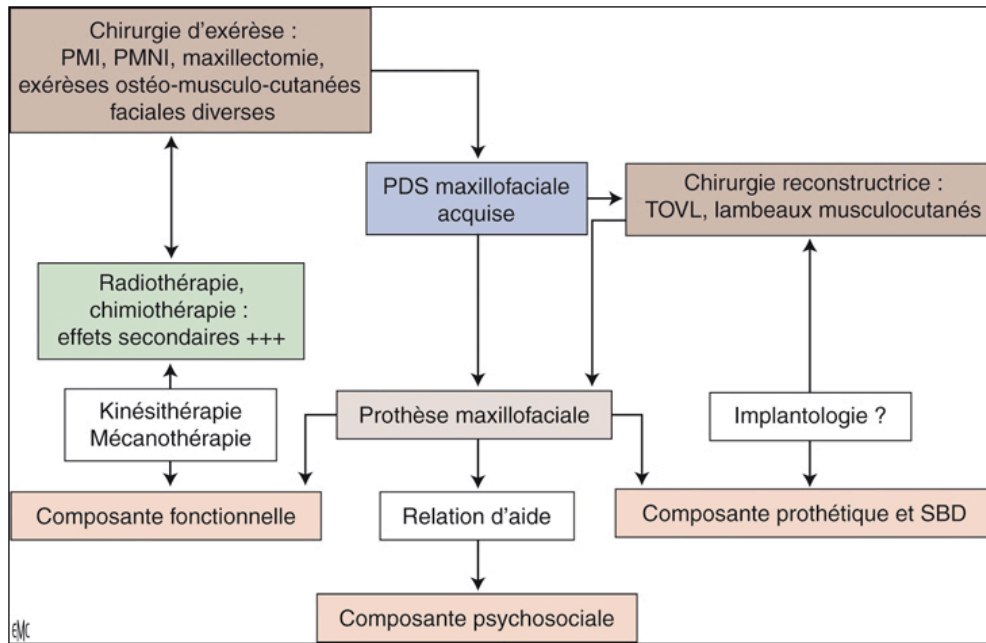 Chirurgie d'exérèse :
PMI, PMNI, maxillectomie,
exérèses ostéo-musculo-cutanées
faciales diverses
PDS maxillofaciale
acquise
Chirurgie reconstructrice :
TOVL, lambeaux musculocutanés
Radiothérapie,
chimiothérapie :
effets secondaires +++
Kinésithérapie
Mécanothérapie
Prothèse maxillofaciale
Implantologie ?
Composante fonctionnelle
Relation d'aide
Composante prothétique et SBD
Composante psychosociale
EMC